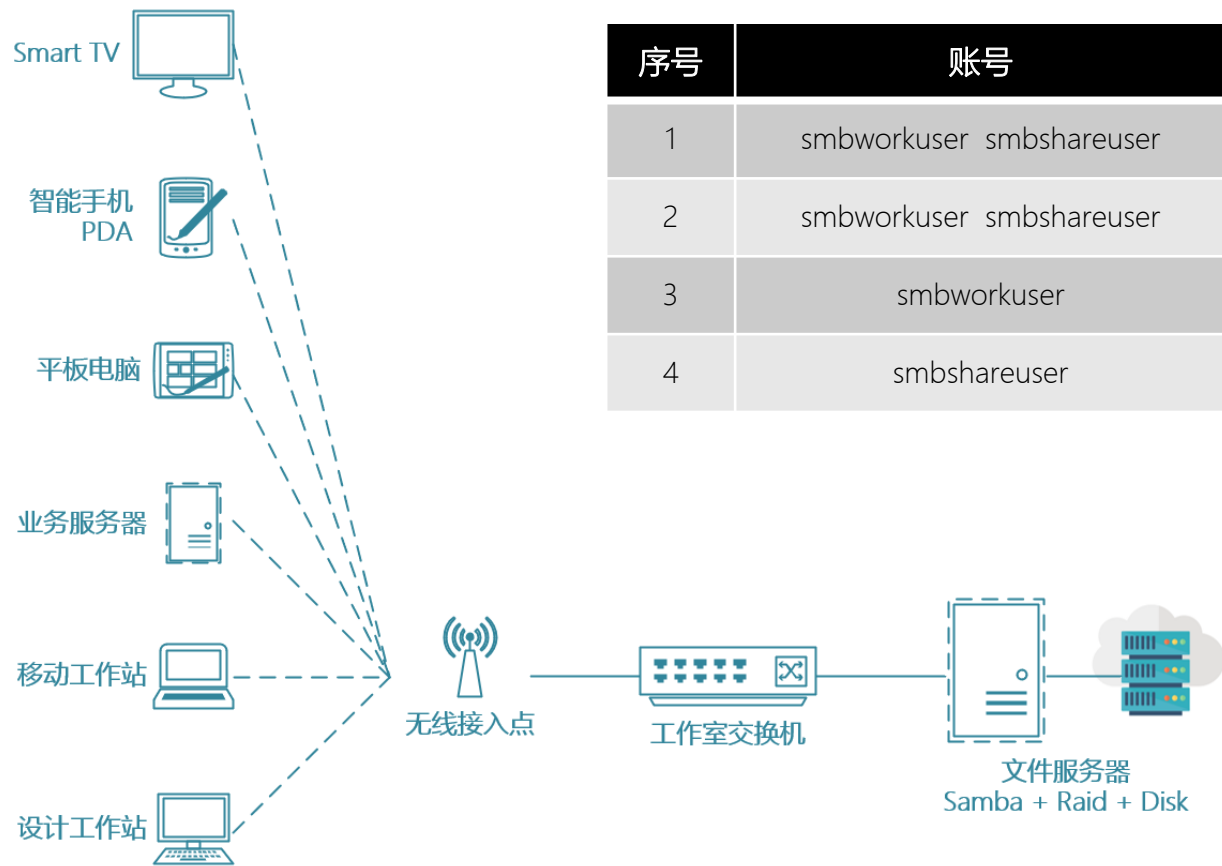 Smart TV
智能手机
PDA
平板电脑
业务服务器
移动工作站
设计工作站
无线接入点
工作室交换机
文件服务器
Samba + Raid + Disk
序号 账号
1 smbworkuser smbshareuser
2 smbworkuser smbshareuser
3 smbworkuser
4 smbshareuser